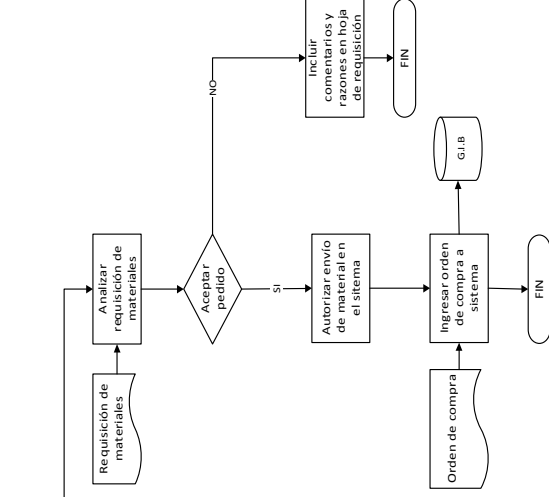 Requisición de
materiales
Analizar
requisición de
materiales
Aceptar
pedido
NO
Incluir
comentarios y
razones en hoja
de requisición
FIN
SI
Autorizar envío
de material en
el sitema
Orden de compra
Ingresar orden
de compra a
sistema
G.I.B
FIN